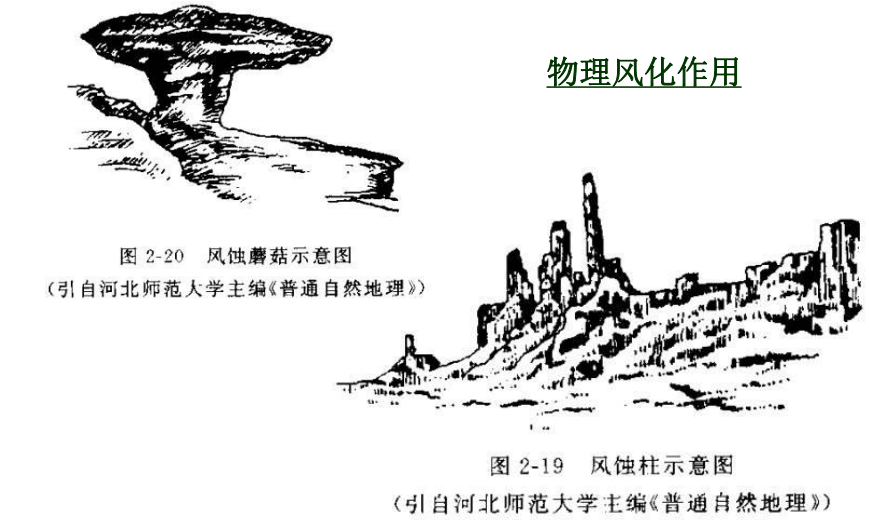 物理风化作用
图 2-20 风蚀蘑菇示意图
(引自河北师范大学主编《普通自然地理》)
图 2-19 风蚀柱示意图
(引自河北师范大学主编《普通自然地理》)